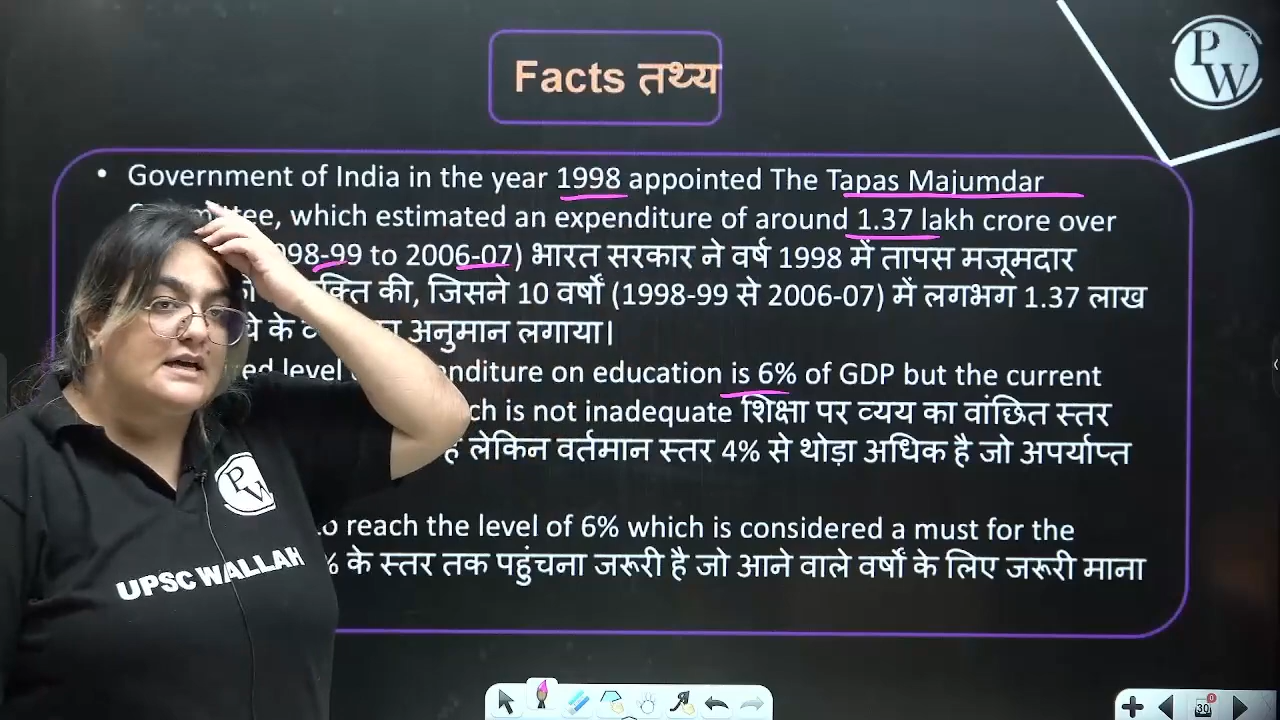 Facts तथ्य
PW
• Government of India in the year 1998 appointed The Tapas Majumdar
which estimated an expenditure of around 1.37 lakh crore over
98-99 to 2006-07) भारत सरकार ने वर्ष 1998 में तापस मजूमदार
की, जिसने 10 वर्षों (1998-99 से 2006-07) में लगभग 1.37 लाख
के अनुमान लगाया।
level on education is 6% of GDP but the current
is not inadequate शिक्षा पर व्यय का वांछित स्तर
है लेकिन वर्तमान स्तर 4% से थोड़ा अधिक है जो अपर्याप्त
to reach the level of 6% which is considered a must for the
% के स्तर तक पहुंचना जरूरी है जो आने वाले वर्षों के लिए जरूरी माना
PW
UPSC WALLAH
30